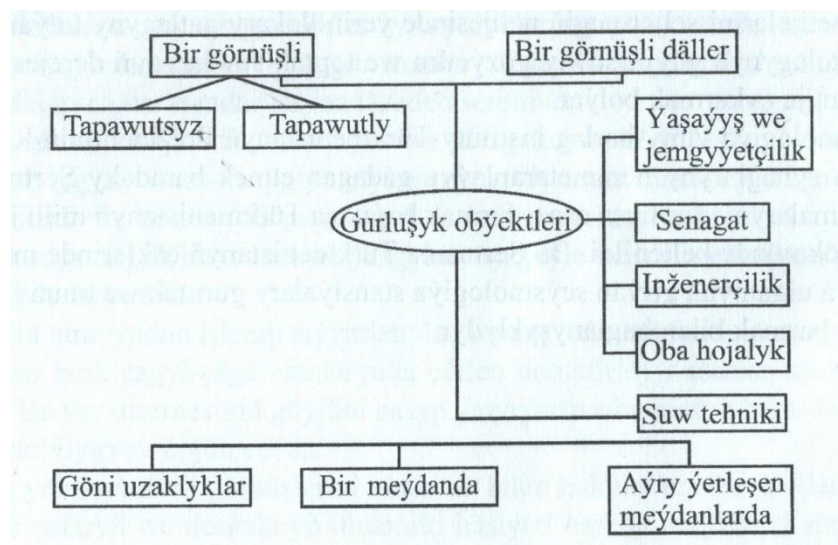 Bir görnüşli
Bir görnüşli däller
Tapawutsyz
Tapawutly
Ýaşaýyş we
jemgyýetçilik
Gurluşyk obýektleri
Senagat
Inženerçilik
Oba hojalyk
Suw tehniki
Göni uzaklyklar
Bir meýdanda
Aýry ýerleşen
meýdanlarda